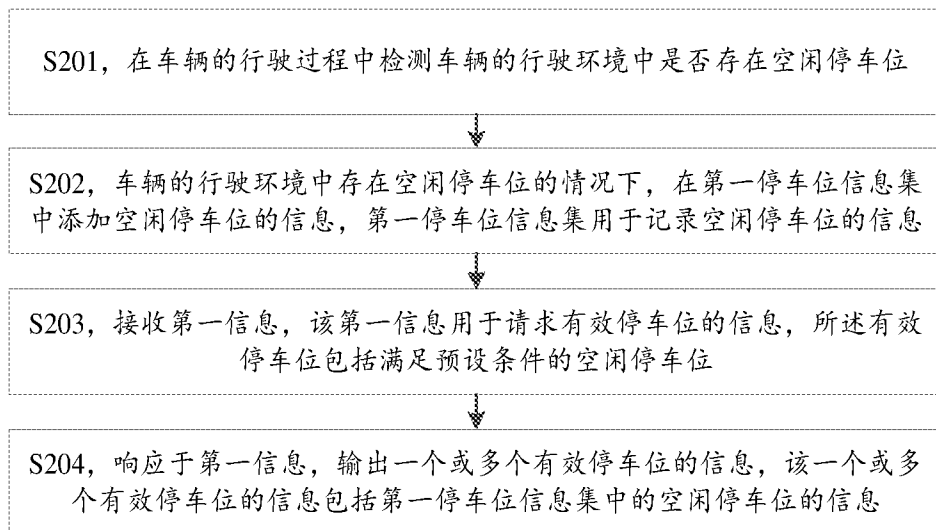 S201，在车辆的行驶过程中检测车辆的行驶环境中是否存在空闲停车位
S202，车辆的行驶环境中存在空闲停车位的情况下，在第一停车位信息集
中添加空闲停车位的信息，第一停车位信息集用于记录空闲停车位的信息
S203，接收第一信息，该第一信息用于请求有效停车位的信息，所述有效
停车位包括满足预设条件的空闲停车位
S204，响应于第一信息，输出一个或多个有效停车位的信息，该一个或多
个有效停车位的信息包括第一停车位信息集中的空闲停车位的信息